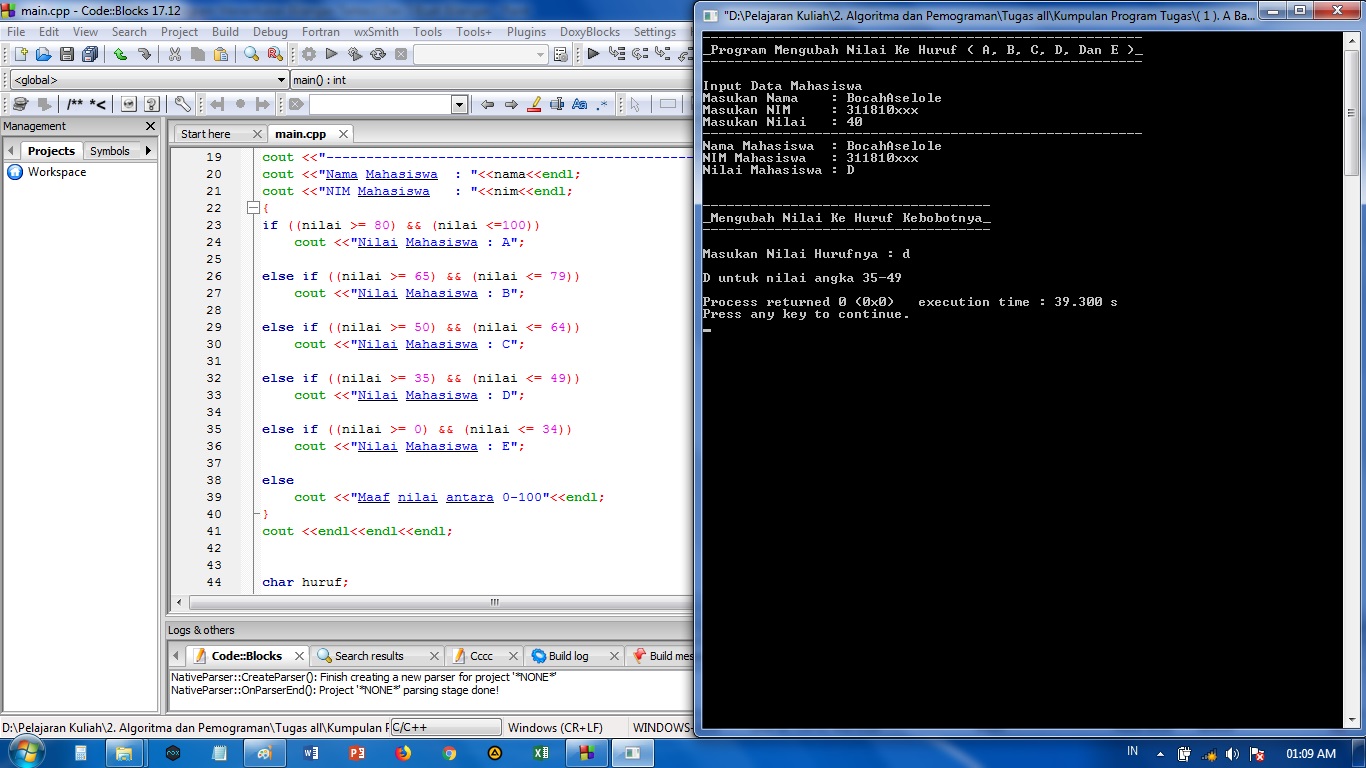 main.cpp - Code::Blocks 17.12
File Edit View Search Project Build Debug Fortran wxSmith Tools Tools+ Plugins DoxyBlocks Settings
<global>
main() : int
/** *<
Management
Projects Symbols
Workspace
Start here main.cpp
19 cout <<"----------------------------------------------
20 cout <<"Nama Mahasiswa  : "<<nama<<endl;
21 cout <<"NIM Mahasiswa   : "<<nim<<endl;
22 {
23 if ((nilai >= 80) && (nilai <=100))
24     cout <<"Nilai Mahasiswa : A";
25
26 else if ((nilai >= 65) && (nilai <= 79))
27     cout <<"Nilai Mahasiswa : B";
28
29 else if ((nilai >= 50) && (nilai <= 64))
30     cout <<"Nilai Mahasiswa : C";
31
32 else if ((nilai >= 35) && (nilai <= 49))
33     cout <<"Nilai Mahasiswa : D";
34
35 else if ((nilai >= 0) && (nilai <= 34))
36     cout <<"Nilai Mahasiswa : E";
37
38 else
39     cout <<"Maaf nilai antara 0-100"<<endl;
40 }
41 cout <<endl<<endl<<endl;
42
43
44 char huruf;
Logs & others
Code::Blocks Search results Cccc Build log Build mes
NativeParser::CreateParser(): Finish creating a new parser for project '*NONE*'
NativeParser::OnParserEnd(): Project '*NONE*' parsing stage done!
D:\Pelajaran Kuliah\2. Algoritma dan Pemograman\Tugas all\Kumpulan P C/C++ Windows (CR+LF) WINDOWS-
"D:\Pelajaran Kuliah\2. Algoritma dan Pemograman\Tugas all\Kumpulan Program Tugas\( 1 ). A Ba...
_Program Mengubah Nilai Ke Huruf ( A, B, C, D, Dan E )_
Input Data Mahasiswa
Masukan Nama    : BocahAselole
Masukan NIM     : 311810xxx
Masukan Nilai   : 40
Nama Mahasiswa  : BocahAselole
NIM Mahasiswa   : 311810xxx
Nilai Mahasiswa : D
_Mengubah Nilai Ke Huruf Kebobotnya_
Masukan Nilai Hurufnya : d
D untuk nilai angka 35-49
Process returned 0 (0x0)   execution time : 39.300 s
Press any key to continue.
IN 01:09 AM